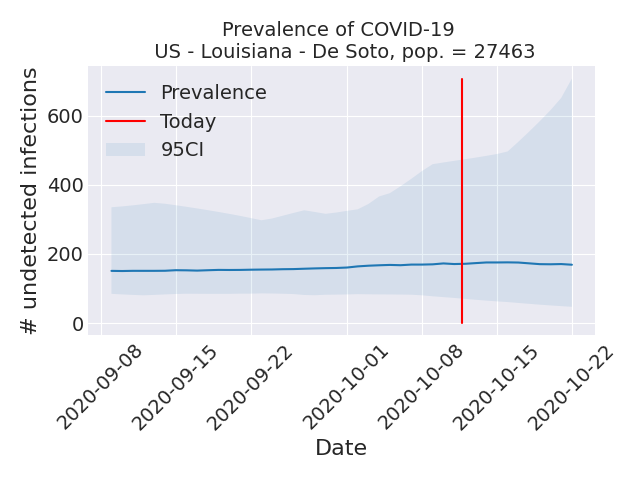 Prevalence of COVID-19
US - Louisiana - De Soto, pop. = 27463
Prevalence
Today
95CI
# undetected infections
600
400
200
0
2020-09-08
2020-09-15
2020-09-22
2020-10-01
2020-10-08
2020-10-15
2020-10-22
Date